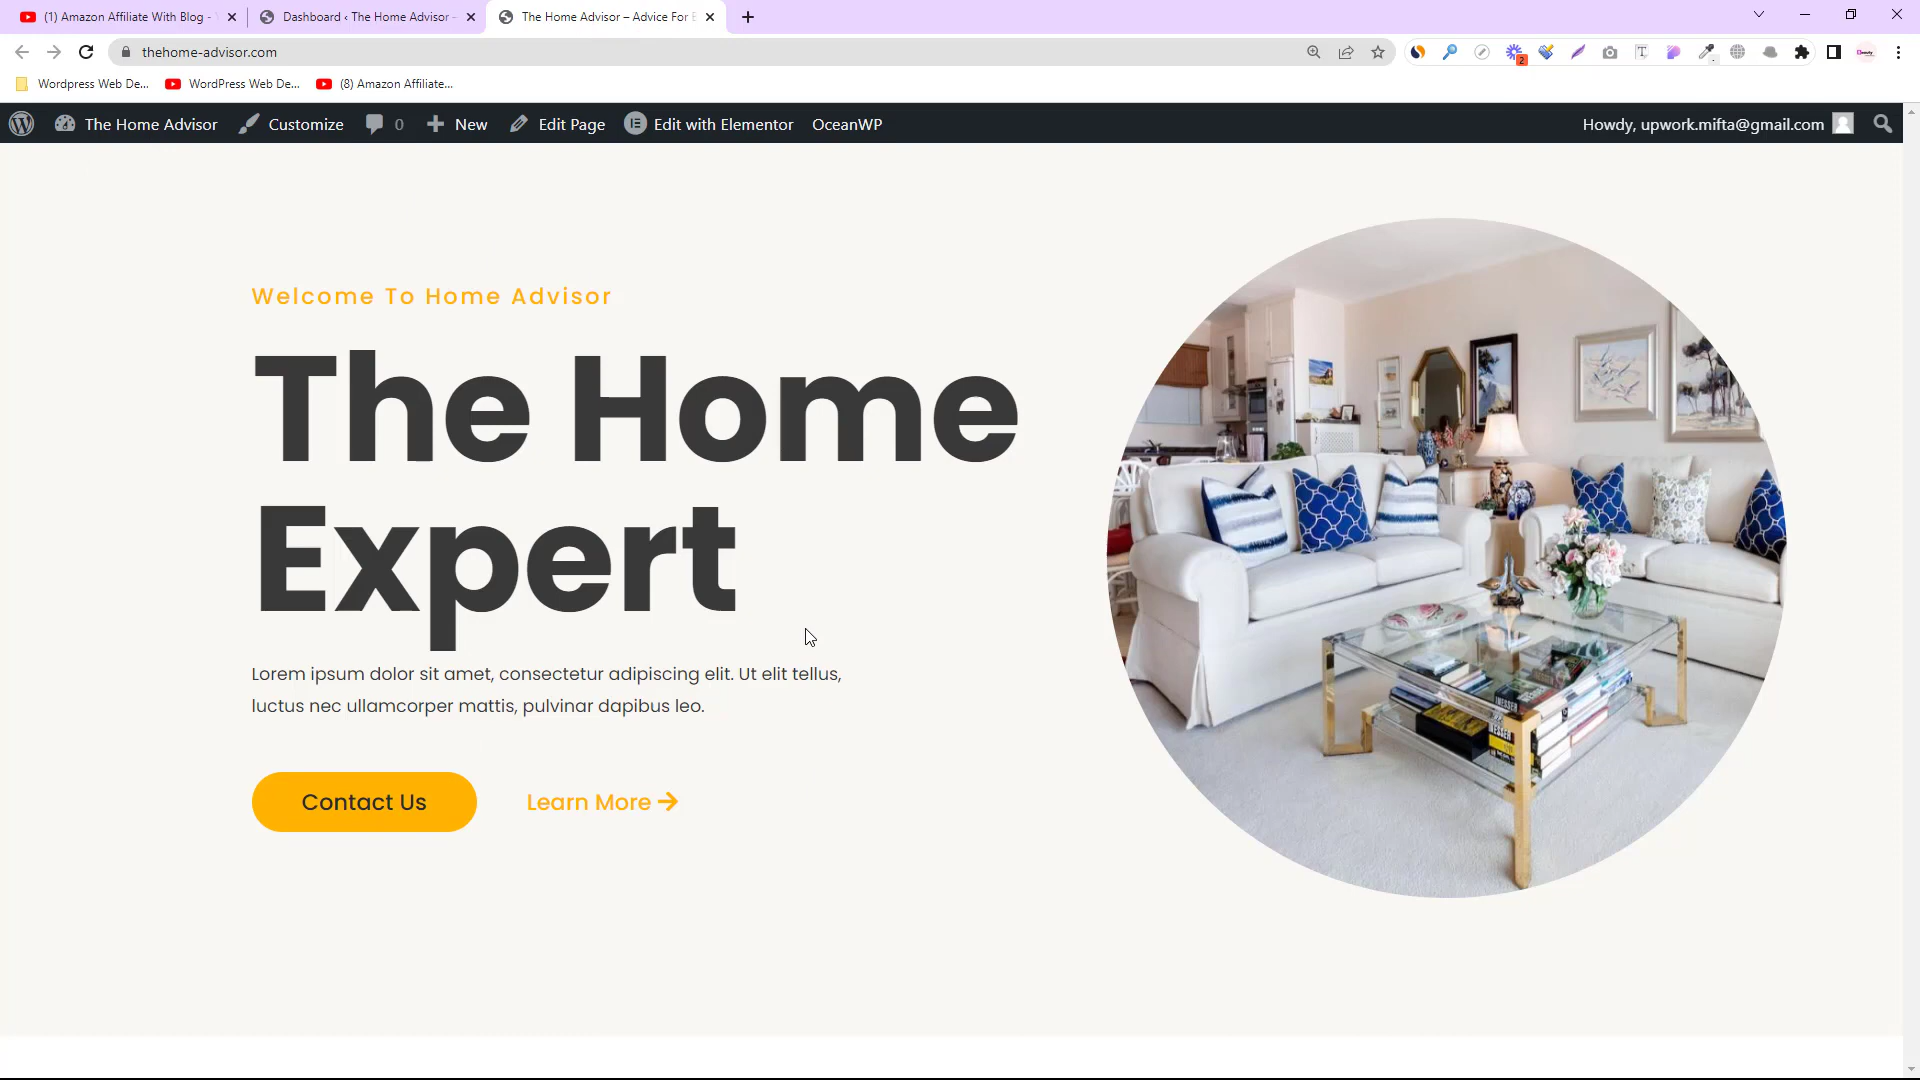 (1) Amazon Affiliate With Blog -
Dashboard ‹ The Home Advisor –
The Home Advisor – Advice For
thehome-advisor.com
2
Wordpress Web De...
WordPress Web De...
(8) Amazon Affiliate...
The Home Advisor
Customize
0
New
Edit Page
Edit with Elementor
OceanWP
Howdy, upwork.mifta@gmail.com
Welcome To Home Advisor
The Home
Expert
Lorem ipsum dolor sit amet, consectetur adipiscing elit. Ut elit tellus,
luctus nec ullamcorper mattis, pulvinar dapibus leo.
Contact Us
Learn More